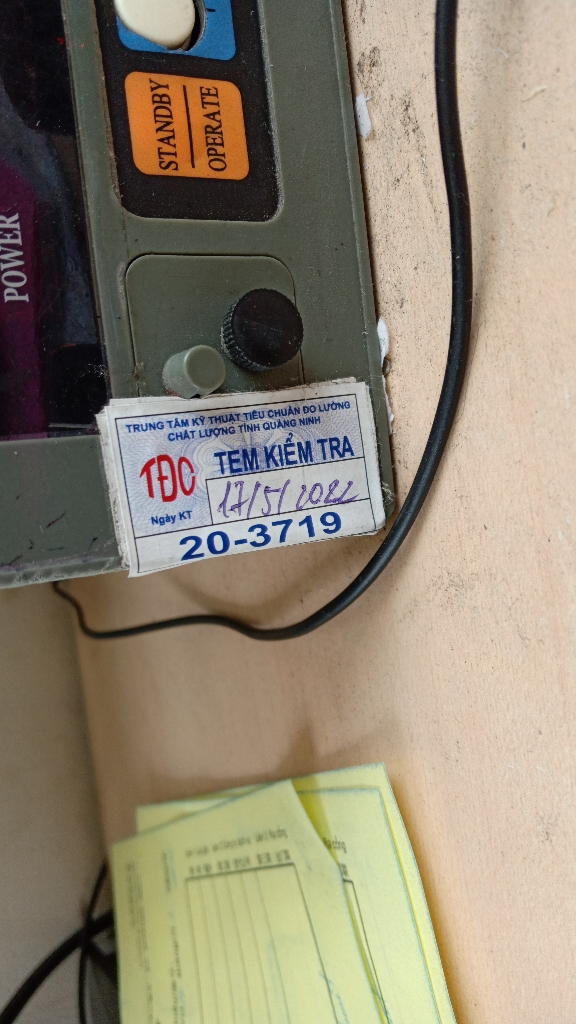 STANDBY
OPERATE
POWER
TRUNG TÂM KỸ THUẬT TIÊU CHUẨN ĐO LƯỜNG
CHẤT LƯỢNG TỈNH QUẢNG NINH
TĐC
TEM KIỂM TRA
Ngày KT
17/5/2022
20-3719